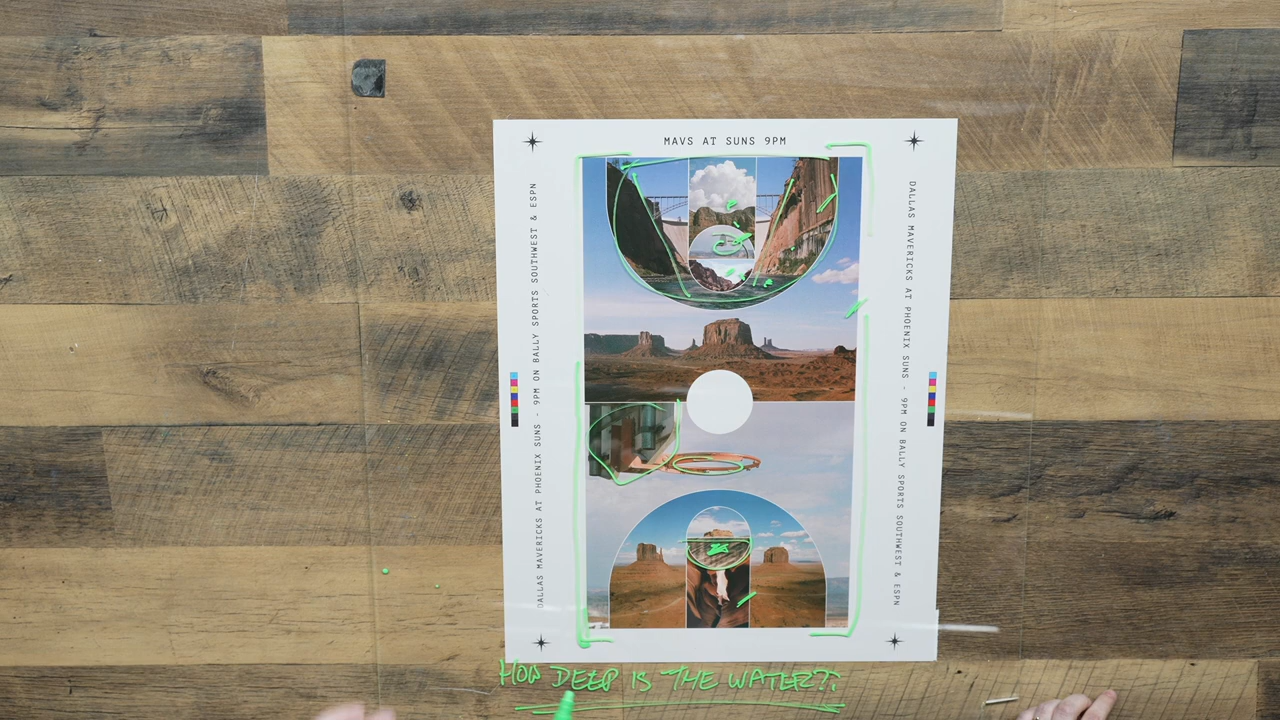 MAVS AT SUNS 9PM
DALLAS MAVERICKS AT PHOENIX SUNS - 9PM ON BALLY SPORTS SOUTHWEST & ESPN
DALLAS MAVERICKS AT PHOENIX SUNS - 9PM ON BALLY SPORTS SOUTHWEST & ESPN
HOW DEEP IS THE WATER?!